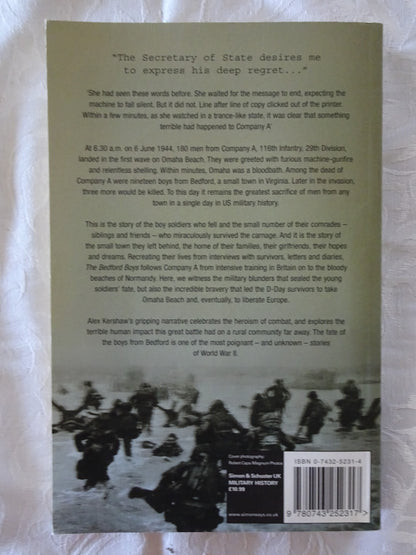 "The Secretary of State desires me
to express his deep regret..."
'She had seen these words before. She waited for the message to end, expecting the
machine to fall silent. But it did not. Line after line of copy clicked out of the printer.
Within a few minutes, as she watched in a trance-like state, it was clear that something
terrible had happened to Company A'
At 6.30 a.m. on 6 June 1944, 180 men from Company A, 116th Infantry, 29th Division,
landed in the first wave on Omaha Beach. They were greeted with furious machine-gunfire
and relentless shelling. Within minutes, Omaha was a bloodbath. Among the dead of
Company A were nineteen boys from Bedford, a small town in Virginia. Later in the invasion,
three more would be killed. To this day it remains the greatest sacrifice of men from any
town in a single day in US military history.
This is the story of the boy soldiers who fell and the small number of their comrades –
siblings and friends – who miraculously survived the carnage. And it is the story of
the small town they left behind, the home of their families, their girlfriends, their hopes
and dreams. Recreating their lives from interviews with survivors, letters and diaries,
The Bedford Boys follows Company A from intensive training in Britain on to the bloody
beaches of Normandy. Here, we witness the military blunders that sealed the young
soldiers' fate, but also the incredible bravery that led the D-Day survivors to take
Omaha Beach and, eventually, to liberate Europe.
Alex Kershaw's gripping narrative celebrates the heroism of combat, and explores the
terrible human impact this great battle had on a rural community far away. The fate of
the boys from Bedford is one of the most poignant – and unknown – stories
of World War II.
Cover photography:
Robert Capa Magnum Photos
Simon & Schuster UK
MILITARY HISTORY
£10.99
www.simonsays.co.uk
ISBN 0-7432-5231-4
9 780743 252317 >